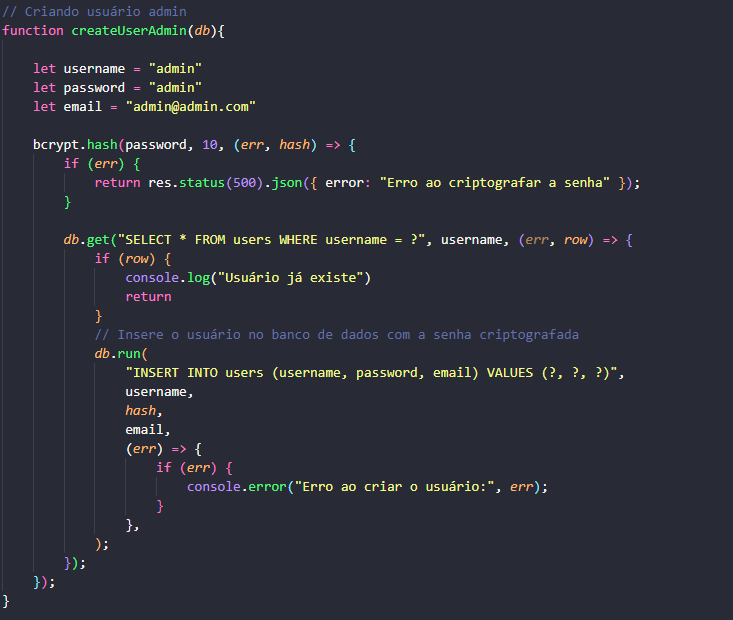 // Criando usuário admin
function createUserAdmin(db){
let username = "admin"
let password = "admin"
let email = "admin@admin.com"
bcrypt.hash(password, 10, (err, hash) => {
if (err) {
return res.status(500).json({ error: "Erro ao criptografar a senha" });
}
db.get("SELECT * FROM users WHERE username = ?", username, (err, row) => {
if (row) {
console.log("Usuário já existe")
return
}
// Insere o usuário no banco de dados com a senha criptografada
db.run(
"INSERT INTO users (username, password, email) VALUES (?, ?, ?)",
username,
hash,
email,
(err) => {
if (err) {
console.error("Erro ao criar o usuário:", err);
}
},
);
});
});
}